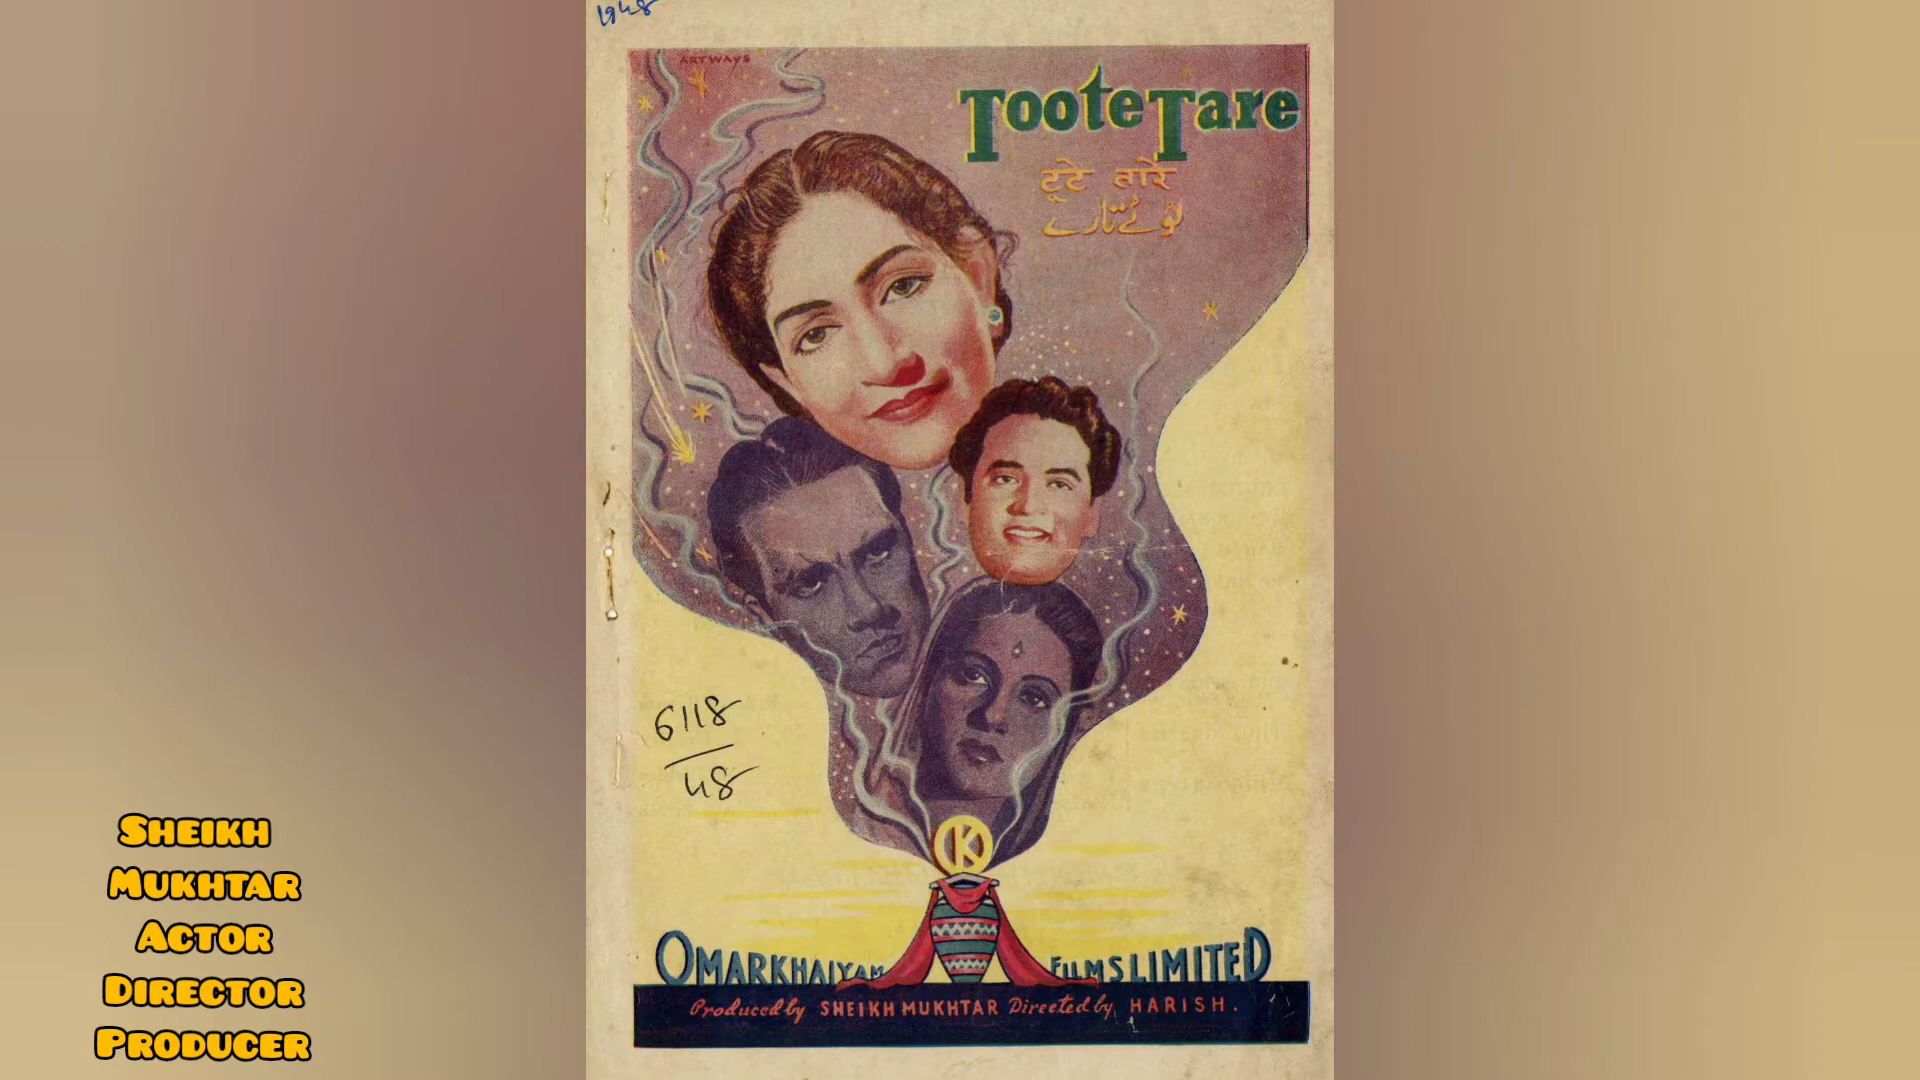 1948
ARTWAYS
Toote Tare
टूटे तारे
ٹوٹے تارے
6118
48
K
OMARKHAIYAM FILMS LIMITED
Produced by SHEIKH MUKHTAR Directed by HARISH.
SHEIKH
MUKHTAR
ACTOR
DIRECTOR
PRODUCER